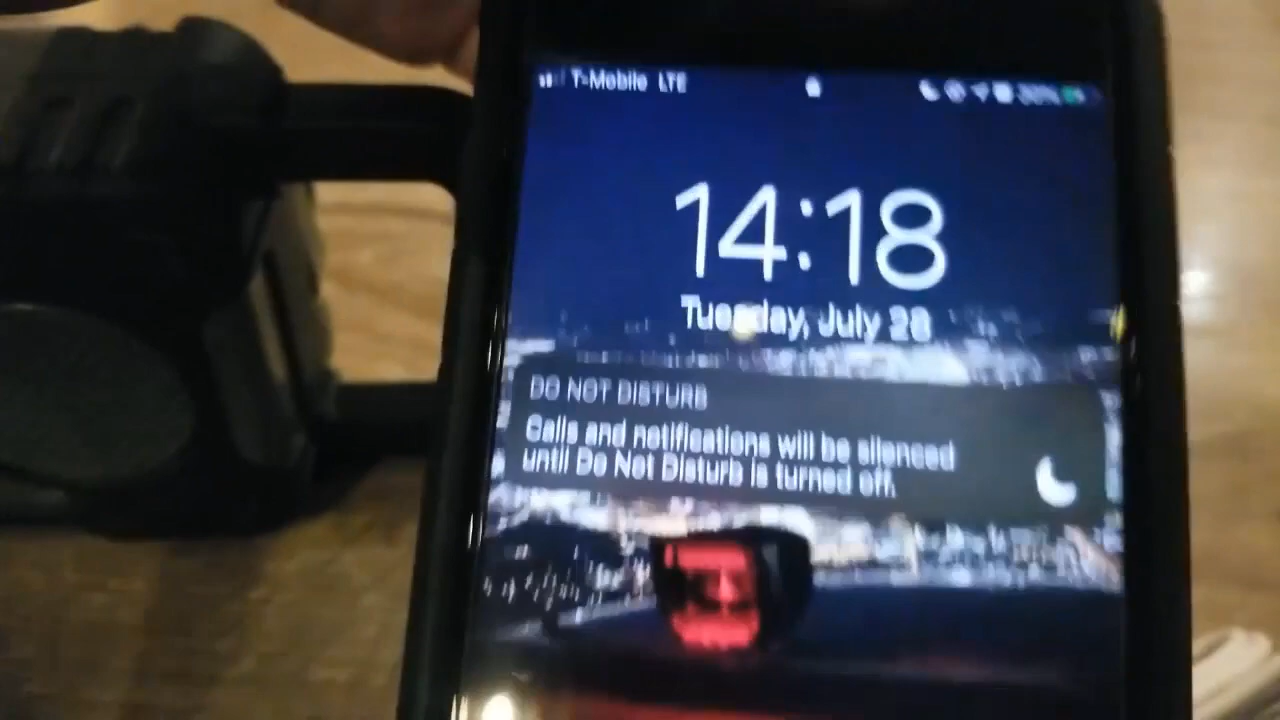 T-Mobile LTE
14:18
Tuesday, July 28
DO NOT DISTURB
Calls and notifications will be silenced
until Do Not Disturb is turned off.